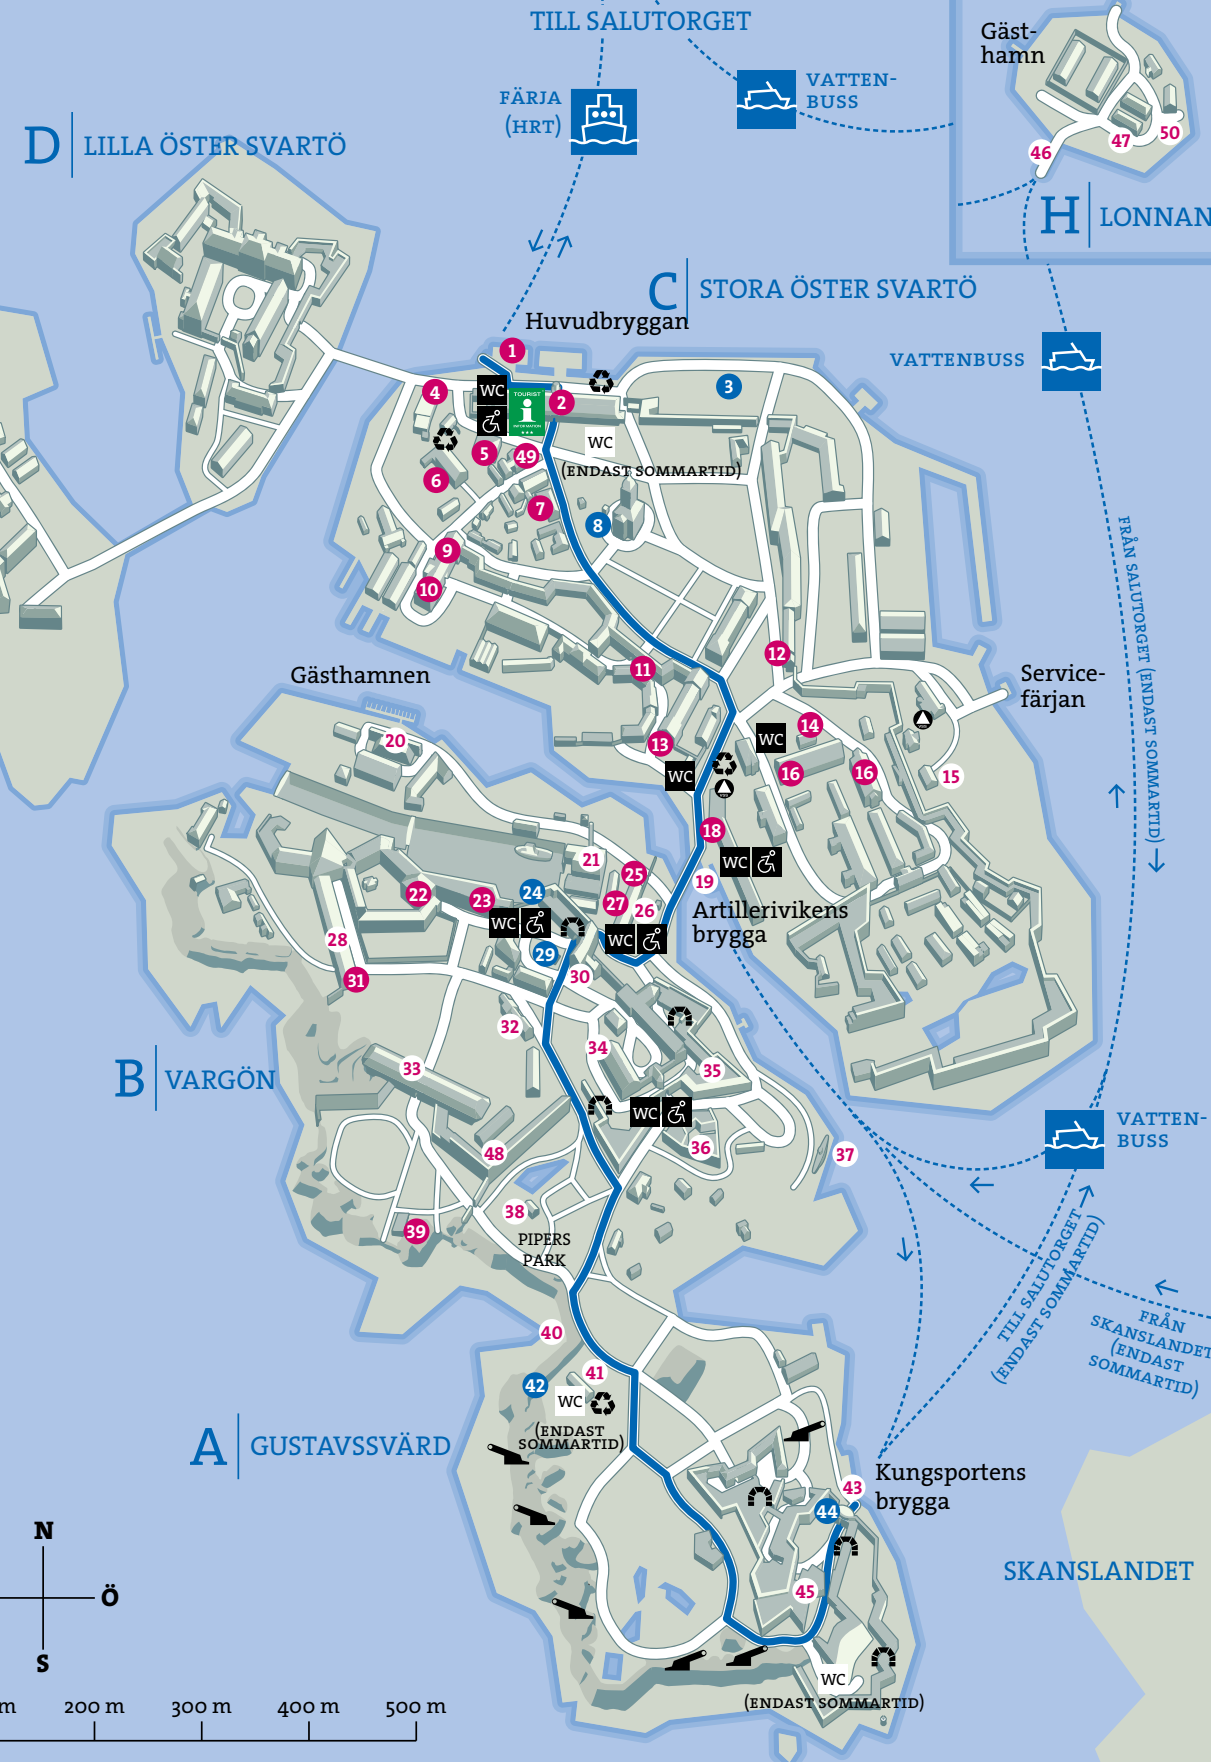 TILL SALUTORGET
FÄRJA
(HRT)
VATTEN-
BUSS
Gäst-
hamn
46
47
50
H
LONNAN
D
LILLA ÖSTER SVARTÖ
C
STORA ÖSTER SVARTÖ
Huvudbryggan
VATTENBUSS
1
2
3
4
WC
TOURIST
i
INFORMATION
5
49
WC
(ENDAST SOMMARTID)
6
7
8
9
10
FRÅN SALUTORGET (ENDAST SOMMARTID)
11
12
Gästhamnen
Service-
färjan
13
14
WC
20
WC
16
16
15
18
21
25
WC
19
22
23
24
27
26
Artillerivikens
brygga
WC
WC
28
29
30
31
32
34
33
35
B
VARGÖN
WC
VATTEN-
BUSS
36
37
48
38
39
PIPERS
PARK
TILL SALUTORGET
(ENDAST SOMMARTID)
FRÅN
SKANSLANDET
(ENDAST
SOMMARTID)
40
41
42
WC
(ENDAST
SOMMARTID)
A
GUSTAVSSVÄRD
Kungsportens
brygga
43
44
45
SKANSLANDET
N
Ö
S
WC
(ENDAST SOMMARTID)
m
200 m
300 m
400 m
500 m